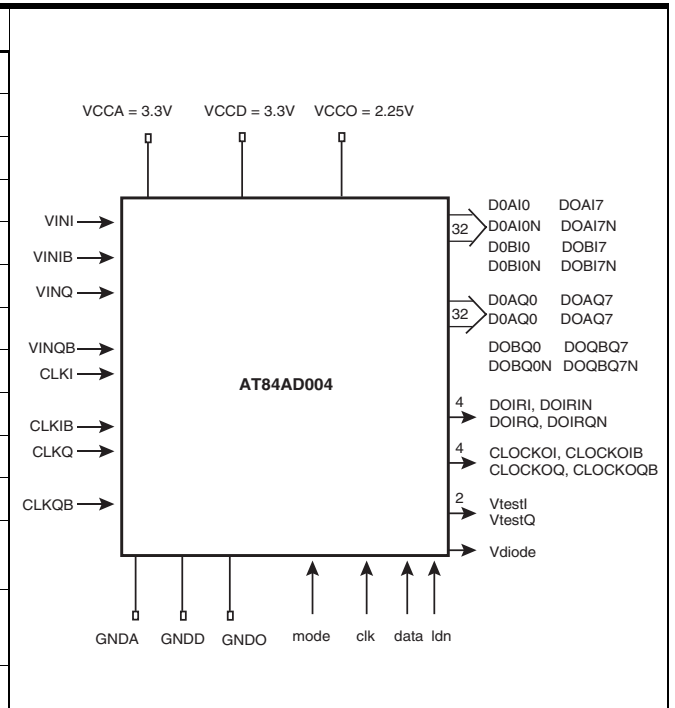 VCCA = 3.3V VCCD = 3.3V VCCO = 2.25V
VINI
VINIB
VINQ
VINQB
CLKI
CLKIB
CLKQ
CLKQB
AT84AD004
32
D0AI0 DOAI7
D0AI0N DOAI7N
D0BI0 DOBI7
D0BI0N DOBI7N
32
D0AQ0 DOAQ7
D0AQ0 DOAQ7
DOBQ0 DOQBQ7
DOBQ0N DOQBQ7N
4
DOIRI, DOIRIN
DOIRQ, DOIRQN
4
CLOCKOI, CLOCKOIB
CLOCKOQ, CLOCKOQB
2
VtestI
VtestQ
Vdiode
GNDA GNDD GNDO mode clk data ldn